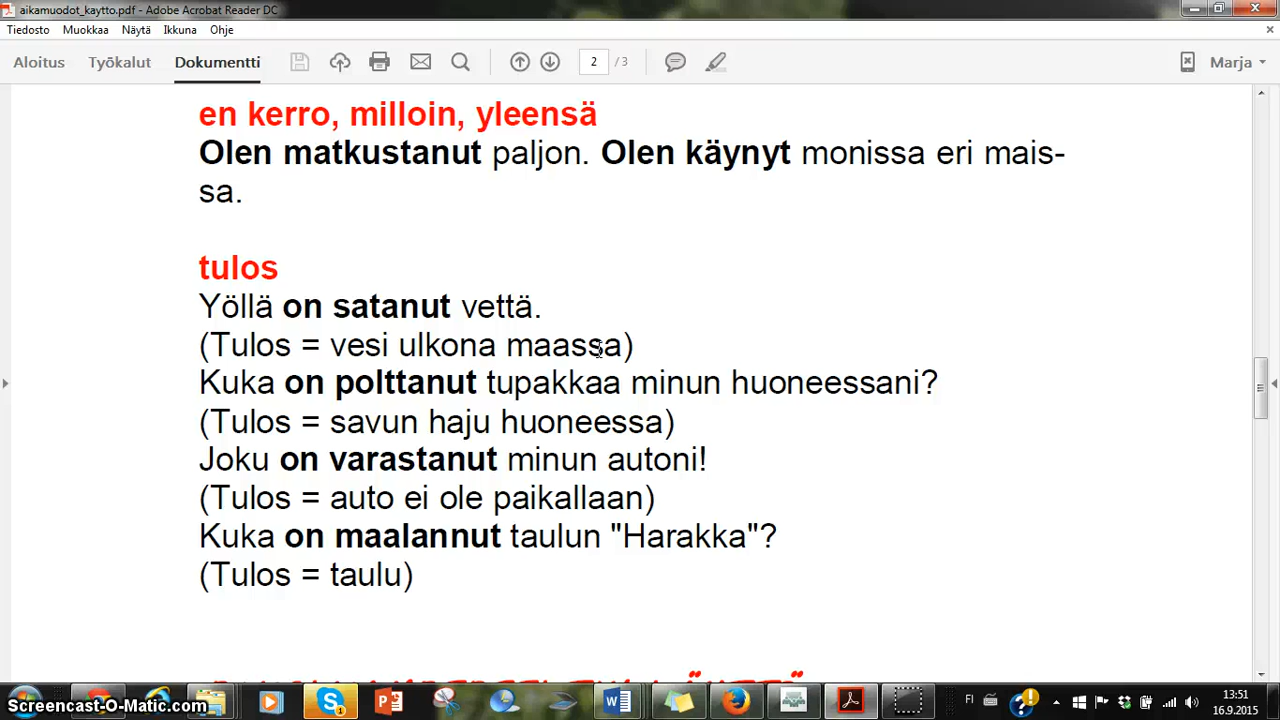 aikamuodot_kaytto.pdf - Adobe Acrobat Reader DC
Tiedosto Muokkaa Näytä Ikkuna Ohje
Aloitus Työkalut Dokumentti 2 / 3 Marja
en kerro, milloin, yleensä
Olen matkustanut paljon. Olen käynyt monissa eri mais-
sa.
tulos
Yöllä on satanut vettä.
(Tulos = vesi ulkona maassa)
Kuka on polttanut tupakkaa minun huoneessani?
(Tulos = savun haju huoneessa)
Joku on varastanut minun autoni!
(Tulos = auto ei ole paikallaan)
Kuka on maalannut taulun "Harakka"?
(Tulos = taulu)
FI 13:51
16.9.2015
Screencast-O-Matic.com